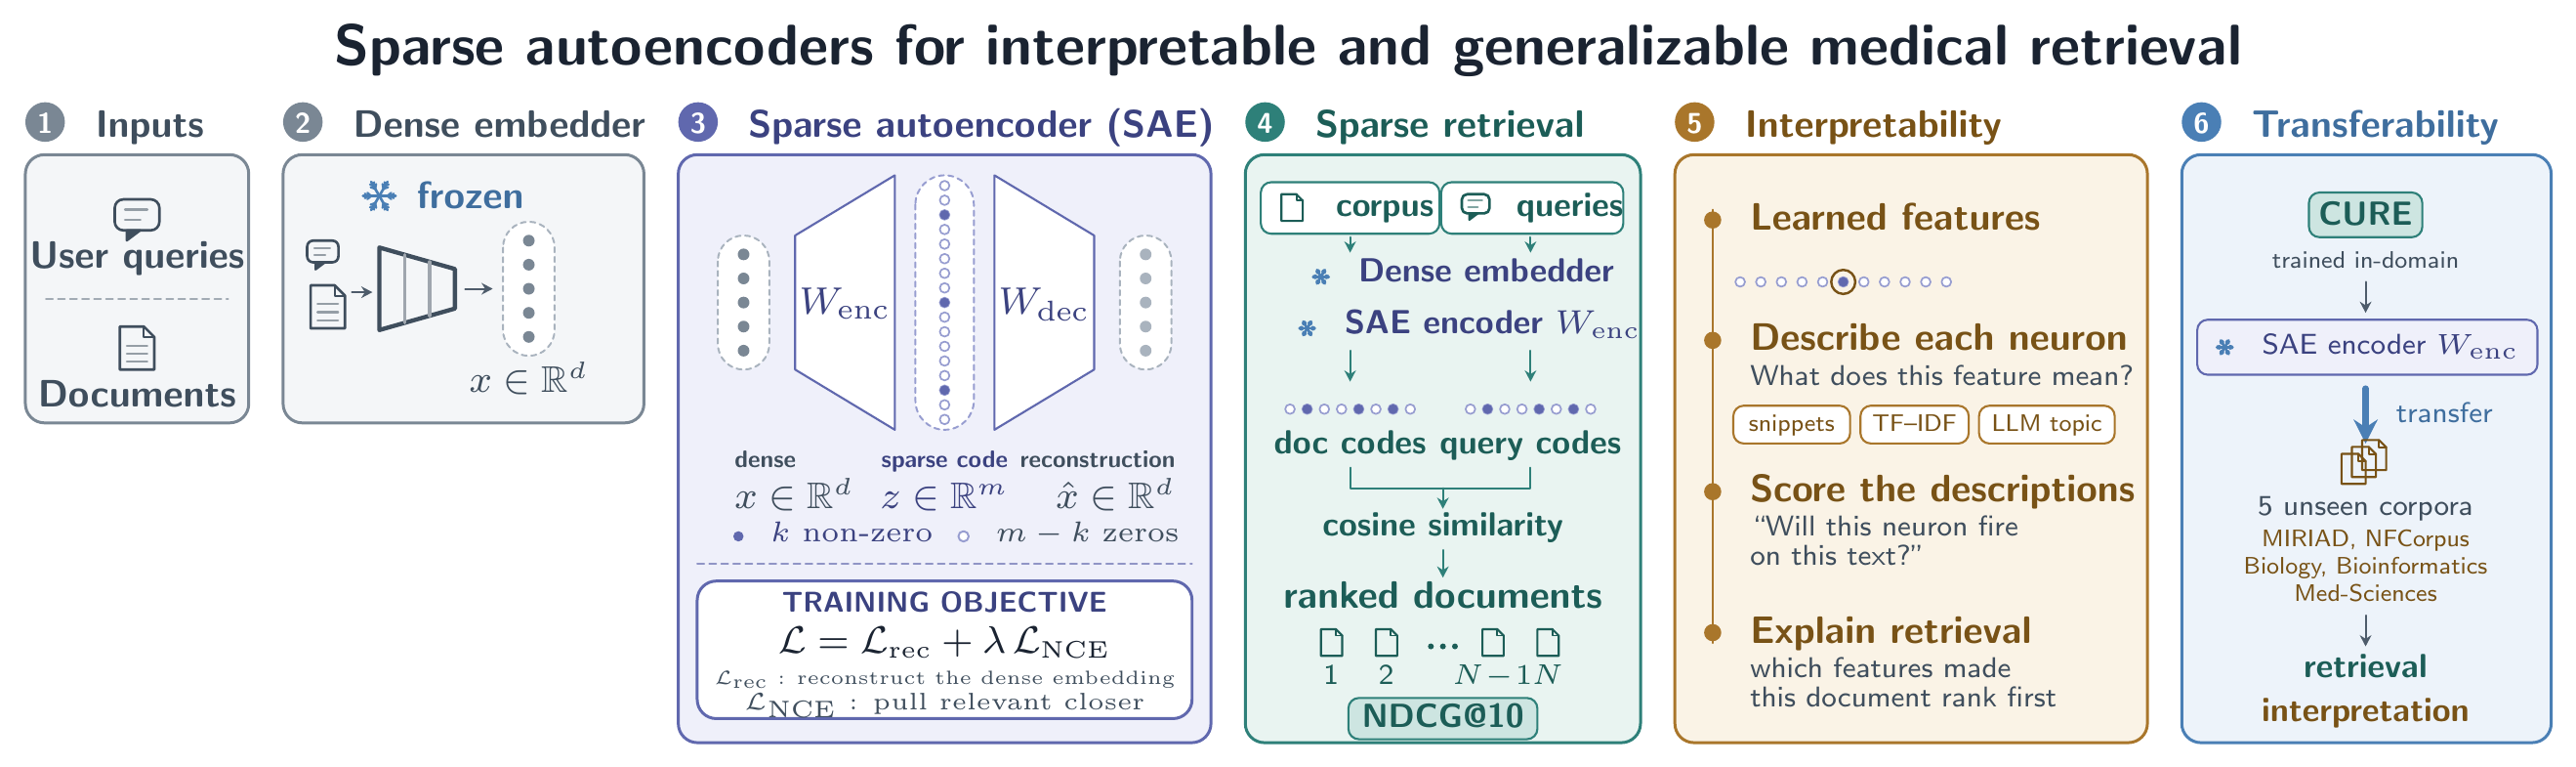 Sparse autoencoders for interpretable and generalizable medical retrieval
1 Inputs
User queries
Documents
2 Dense embedder
frozen
x ∈ ℝ^d
3 Sparse autoencoder (SAE)
W_enc
W_dec
dense sparse code reconstruction
x ∈ ℝ^d z ∈ ℝ^m x̂ ∈ ℝ^d
k non-zero m − k zeros
TRAINING OBJECTIVE
ℒ = ℒ_rec + λ ℒ_NCE
ℒ_rec : reconstruct the dense embedding
ℒ_NCE : pull relevant closer
4 Sparse retrieval
corpus queries
Dense embedder
SAE encoder W_enc
doc codes query codes
cosine similarity
ranked documents
...
1 2 N − 1 N
NDCG@10
5 Interpretability
Learned features
Describe each neuron
What does this feature mean?
snippets TF–IDF LLM topic
Score the descriptions
“Will this neuron fire
on this text?”
Explain retrieval
which features made
this document rank first
6 Transferability
CURE
trained in-domain
SAE encoder W_enc
transfer
5 unseen corpora
MIRIAD, NFCorpus
Biology, Bioinformatics
Med-Sciences
retrieval
interpretation